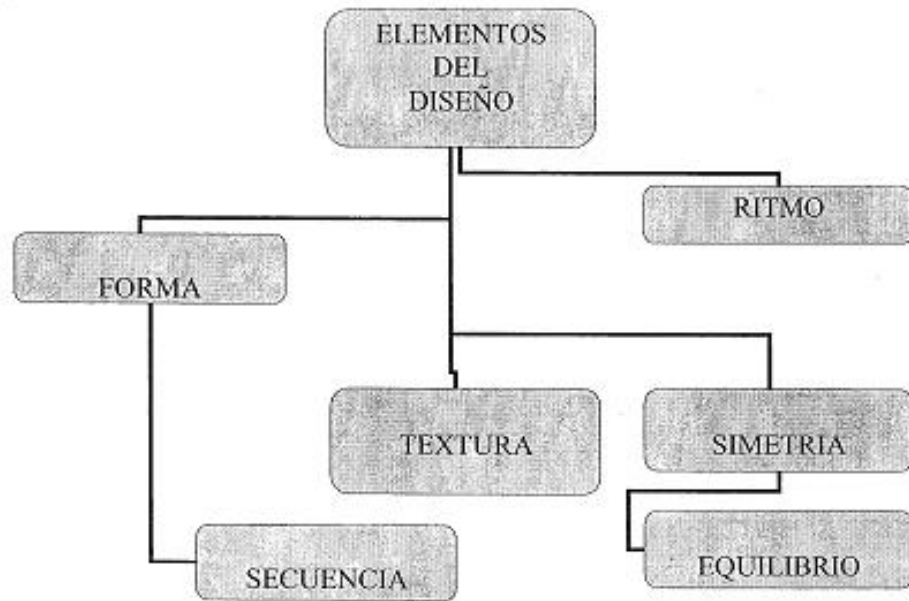 ELEMENTOS
DEL
DISEÑO
RITMO
FORMA
TEXTURA
SIMETRIA
SECUENCIA
EQUILIBRIO